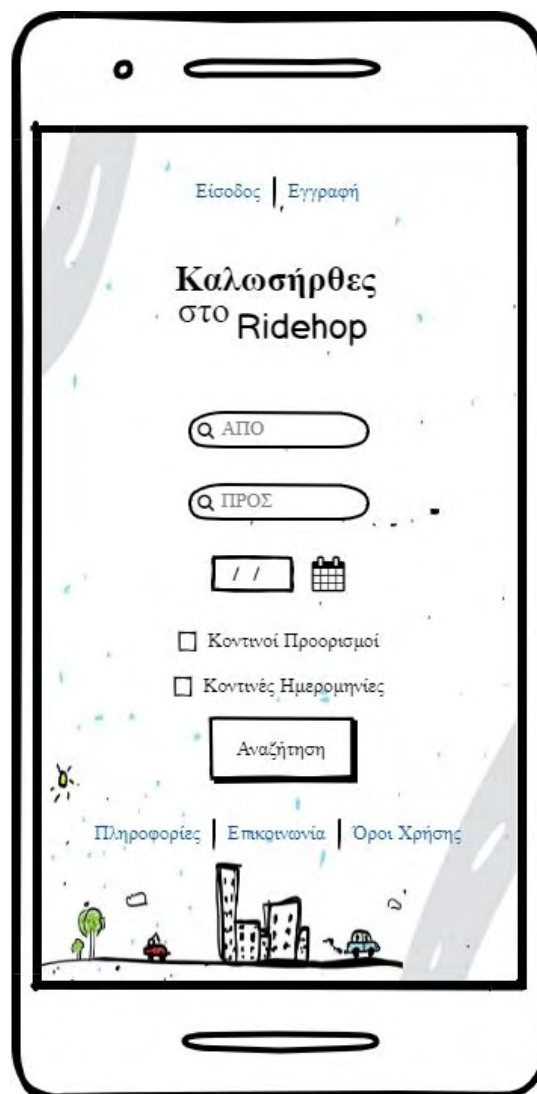 Είσοδος | Εγγραφή
Καλωσήρθες
στο Ridehop
ΑΠΟ
ΠΡΟΣ
/ /
Κοντινοί Προορισμοί
Κοντινές Ημερομηνίες
Αναζήτηση
Πληροφορίες | Επικοινωνία | Όροι Χρήσης